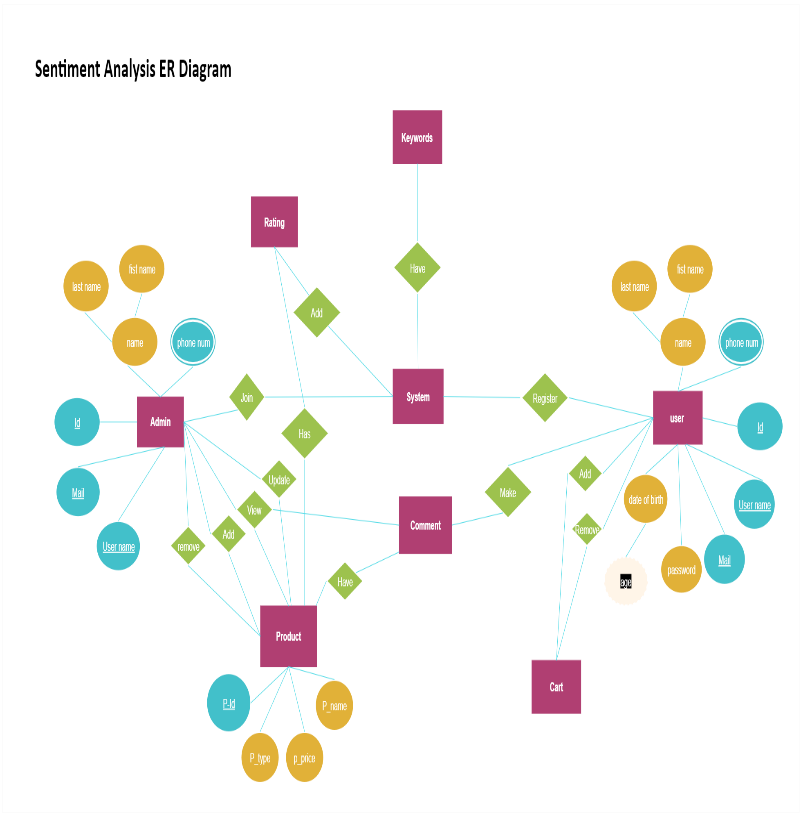 Sentiment Analysis ER Diagram
Keywords
Rating
Have
fist name
last name
fist name
last name
Add
name
phone num
name
phone num
Join
System
Register
Id
Admin
user
Id
Has
Update
Add
Mail
Make
date of birth
User name
View
Comment
Remove
User name
remove
Add
Mail
password
Have
age
Product
Cart
P-Id
P_name
P_type
p_price